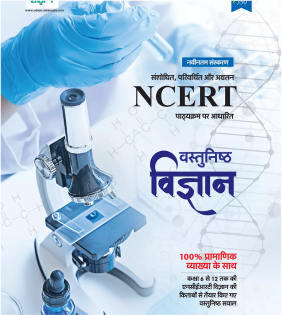 नवीनतम संस्करण
संशोधित, परिवर्धित और अद्यतन
NCERT
पाठ्यक्रम पर आधारित
वस्तुनिष्ठ
विज्ञान
100% प्रामाणिक
व्याख्या के साथ
कक्षा 6 से 12 तक की
एनसीईआरटी विज्ञान की
किताबों से तैयार किए गए
वस्तुनिष्ठ सवाल